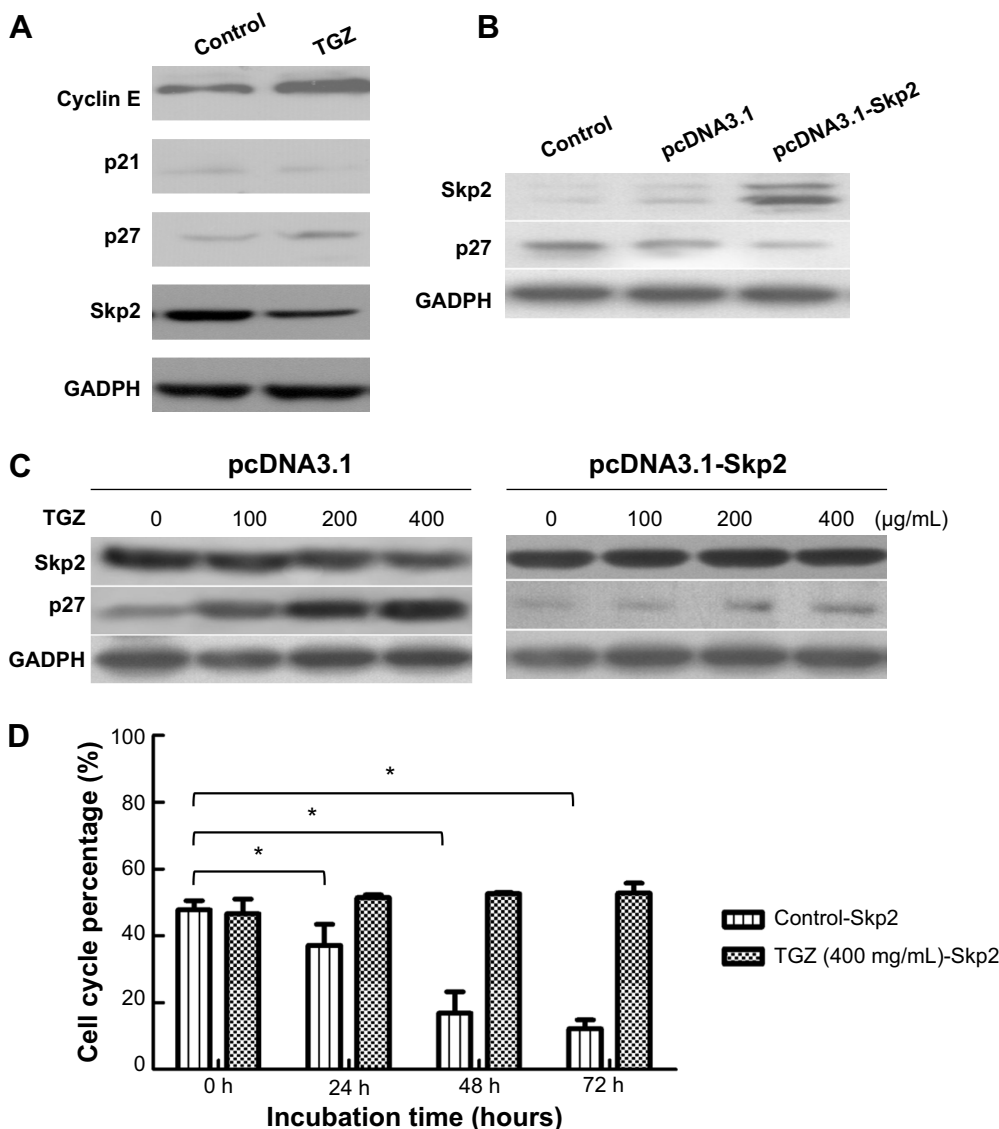 A
Control TGZ
Cyclin E
p21
p27
Skp2
GADPH
B
Control pcDNA3.1 pcDNA3.1-Skp2
Skp2
p27
GADPH
C
pcDNA3.1 pcDNA3.1-Skp2
TGZ 0 100 200 400 0 100 200 400 (µg/mL)
Skp2
p27
GADPH
D
Cell cycle percentage (%)
100
80
60
40
20
0
*
*
*
0 h 24 h 48 h 72 h
Incubation time (hours)
Control-Skp2
TGZ (400 mg/mL)-Skp2